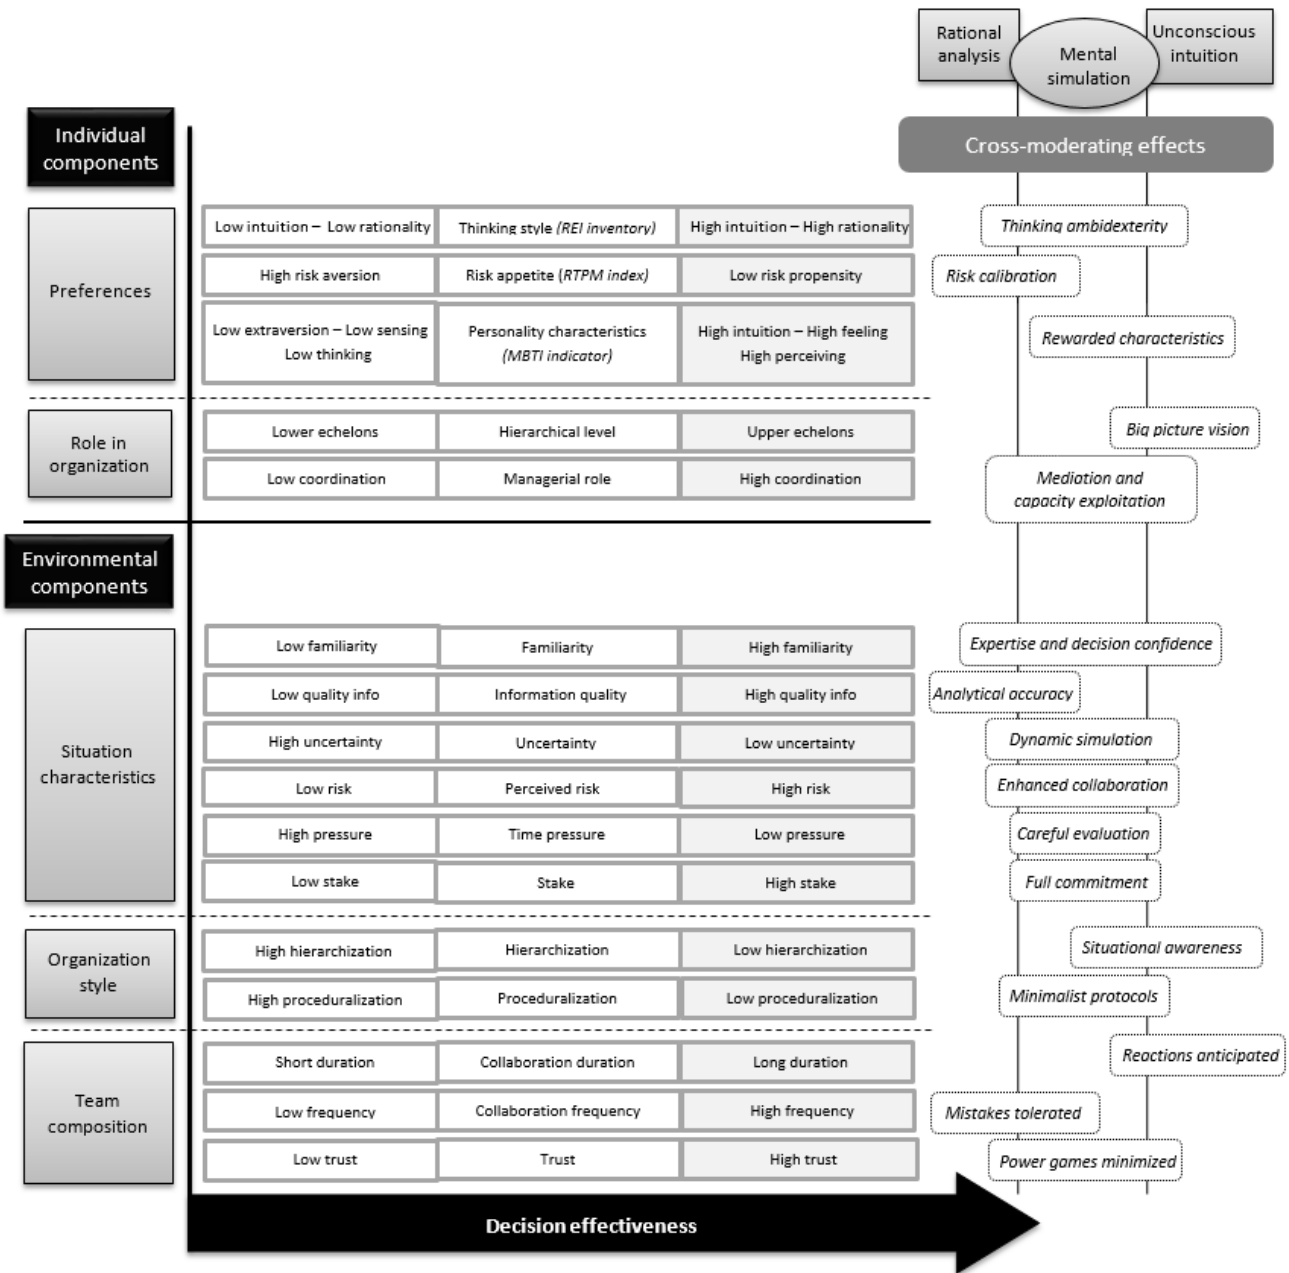 Rational
analysis
Mental
simulation
Unconscious
intuition
Individual
components
Cross-moderating effects
Preferences
Low intuition – Low rationality
Thinking style (REI inventory)
High intuition – High rationality
Thinking ambidexterity
High risk aversion
Risk appetite (RTPM index)
Low risk propensity
Risk calibration
Low extraversion – Low sensing
Low thinking
Personality characteristics
(MBTI indicator)
High intuition – High feeling
High perceiving
Rewarded characteristics
Role in
organization
Lower echelons
Hierarchical level
Upper echelons
Big picture vision
Low coordination
Managerial role
High coordination
Mediation and
capacity exploitation
Environmental
components
Situation
characteristics
Low familiarity
Familiarity
High familiarity
Expertise and decision confidence
Low quality info
Information quality
High quality info
Analytical accuracy
High uncertainty
Uncertainty
Low uncertainty
Dynamic simulation
Low risk
Perceived risk
High risk
Enhanced collaboration
High pressure
Time pressure
Low pressure
Careful evaluation
Low stake
Stake
High stake
Full commitment
Organization
style
High hierarchization
Hierarchization
Low hierarchization
Situational awareness
High proceduralization
Proceduralization
Low proceduralization
Minimalist protocols
Team
composition
Short duration
Collaboration duration
Long duration
Reactions anticipated
Low frequency
Collaboration frequency
High frequency
Mistakes tolerated
Low trust
Trust
High trust
Power games minimized
Decision effectiveness